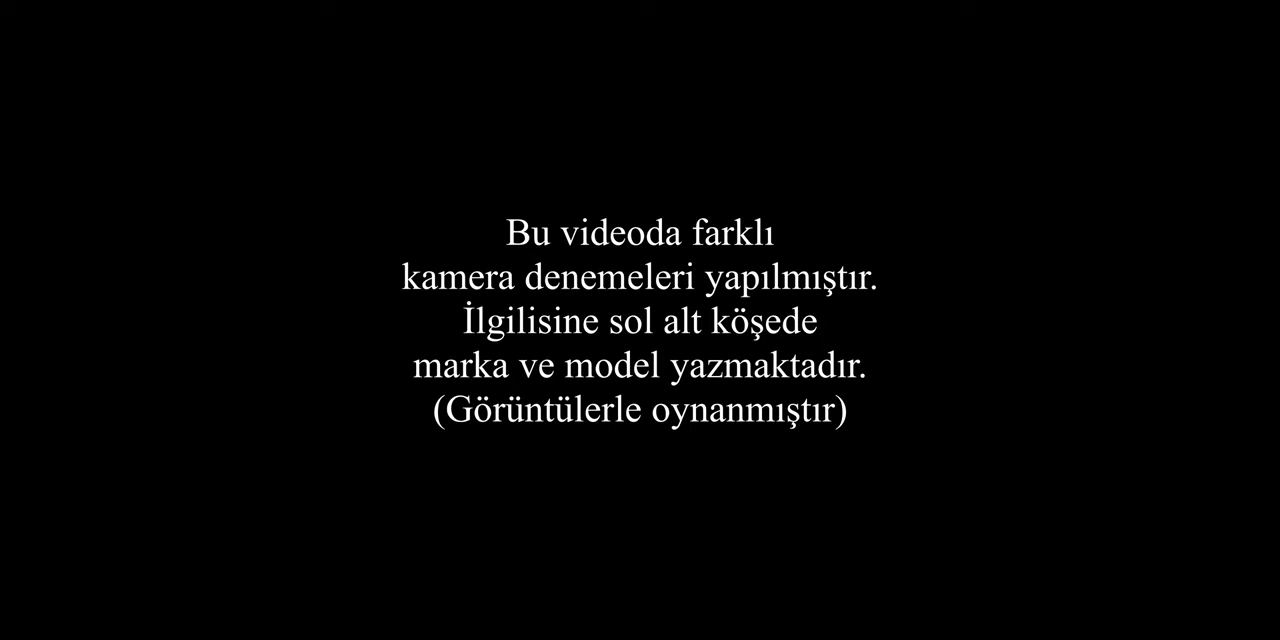 Bu videoda farklı
kamera denemeleri yapılmıştır.
İlgilisine sol alt köşede
marka ve model yazmaktadır.
(Görüntülerle oynanmıştır)